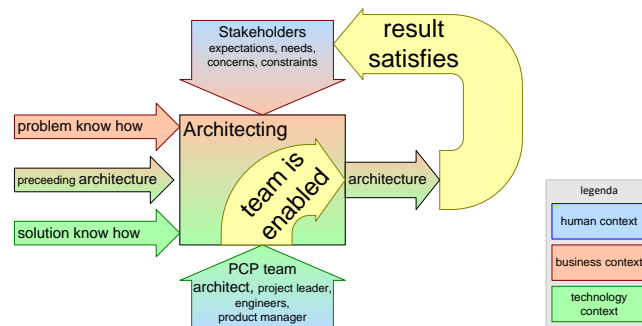 Stakeholders
expectations, needs,
concerns, constraints
result
satisfies
problem know how
Architecting
preceeding architecture
team is
enabled
architecture
solution know how
PCP team
architect, project leader,
engineers,
product manager
legenda
human context
business context
technology
context